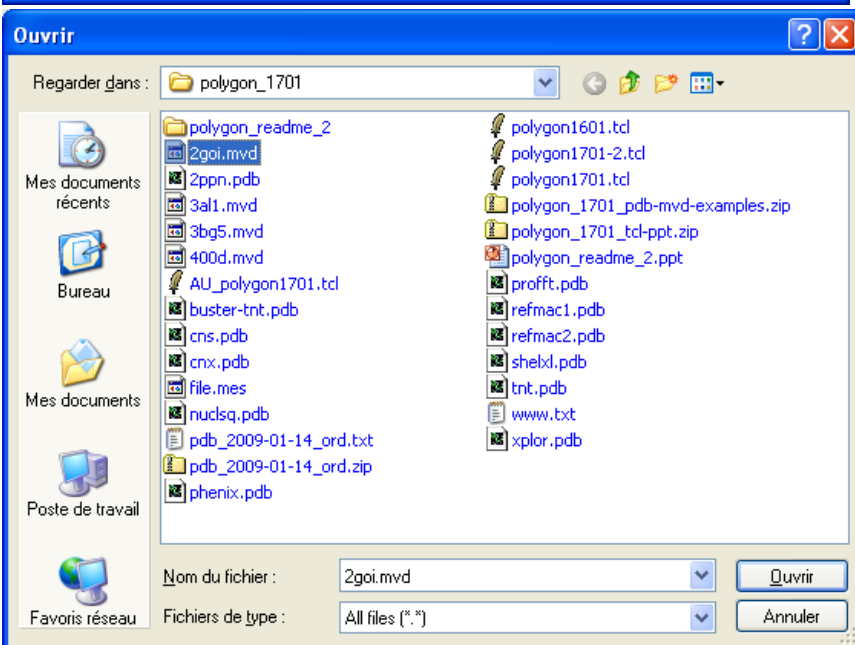 Ouvrir
Regarder dans :
polygon_1701
Mes documents
récents
Bureau
Mes documents
Poste de travail
Favoris réseau
polygon_readme_2
2goi.mvd
2ppn.pdb
3al1.mvd
3bg5.mvd
400d.mvd
AU_polygon1701.tcl
buster-tnt.pdb
cns.pdb
cnx.pdb
file.mes
nuclsq.pdb
pdb_2009-01-14_ord.txt
pdb_2009-01-14_ord.zip
phenix.pdb
polygon1601.tcl
polygon1701-2.tcl
polygon1701.tcl
polygon_1701_pdb-mvd-examples.zip
polygon_1701_tcl-ppt.zip
polygon_readme_2.ppt
profft.pdb
refmac1.pdb
refmac2.pdb
shelxl.pdb
tnt.pdb
www.txt
xplor.pdb
Nom du fichier :
2goi.mvd
Ouvrir
Fichiers de type :
All files (*.*)
Annuler